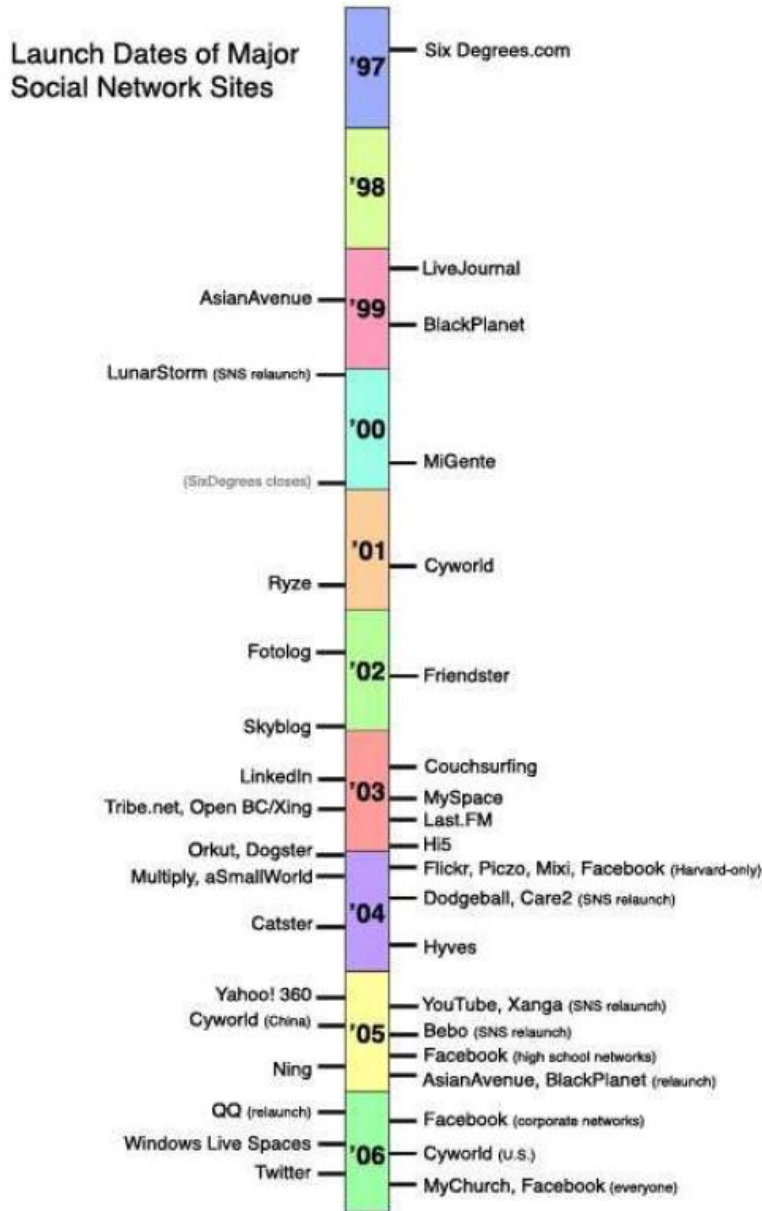 Launch Dates of Major
Social Network Sites
'97
Six Degrees.com
'98
LiveJournal
AsianAvenue
'99
BlackPlanet
LunarStorm (SNS relaunch)
'00
MiGente
(SixDegrees closes)
'01
Cyworld
Ryze
Fotolog
'02
Friendster
Skyblog
Couchsurfing
LinkedIn
'03
MySpace
Tribe.net, Open BC/Xing
Last.FM
Hi5
Orkut, Dogster
Flickr, Piczo, Mixi, Facebook (Harvard-only)
Multiply, aSmallWorld
Dodgeball, Care2 (SNS relaunch)
'04
Catster
Hyves
Yahoo! 360
YouTube, Xanga (SNS relaunch)
Cyworld (China)
'05
Bebo (SNS relaunch)
Facebook (high school networks)
Ning
AsianAvenue, BlackPlanet (relaunch)
QQ (relaunch)
Facebook (corporate networks)
Windows Live Spaces
'06
Cyworld (U.S.)
Twitter
MyChurch, Facebook (everyone)